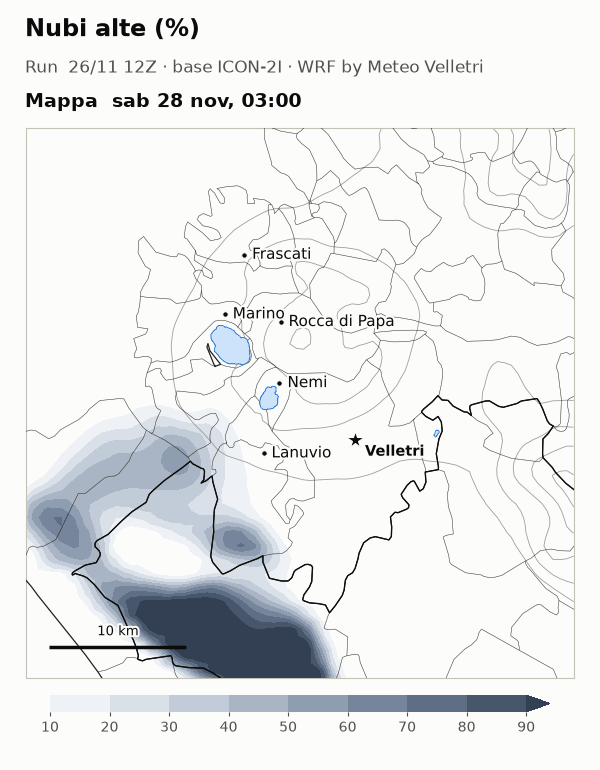 Nubi alte (%)
Run  26/11 12Z · base ICON-2I · WRF by Meteo Velletri
Mappa  sab 28 nov, 03:00
Frascati
Marino
Rocca di Papa
Nemi
Velletri
Lanuvio
10 km
10 20 30 40 50 60 70 80 90